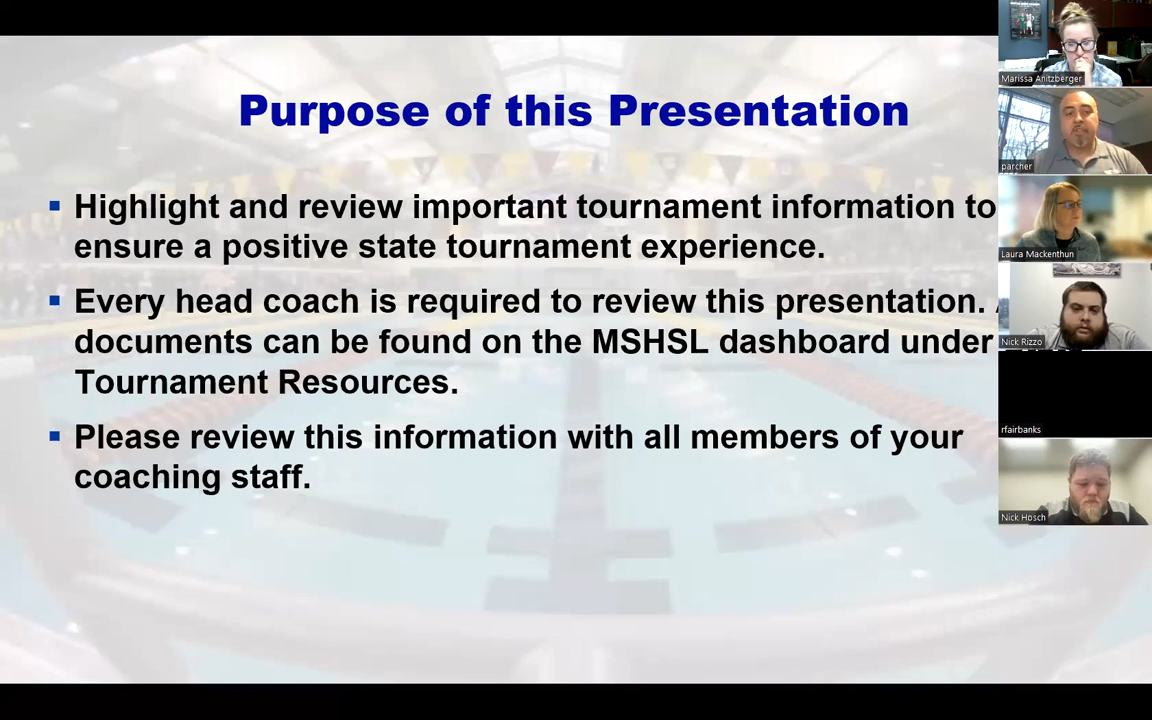 Purpose of this Presentation
Highlight and review important tournament information to
ensure a positive state tournament experience.
Every head coach is required to review this presentation.
documents can be found on the MSHSL dashboard under
Tournament Resources.
Please review this information with all members of your
coaching staff.
Marissa Anitzberger
parcher
Laura Mackenthun
Nick Rizzo
rfairbanks
Nick Hosch